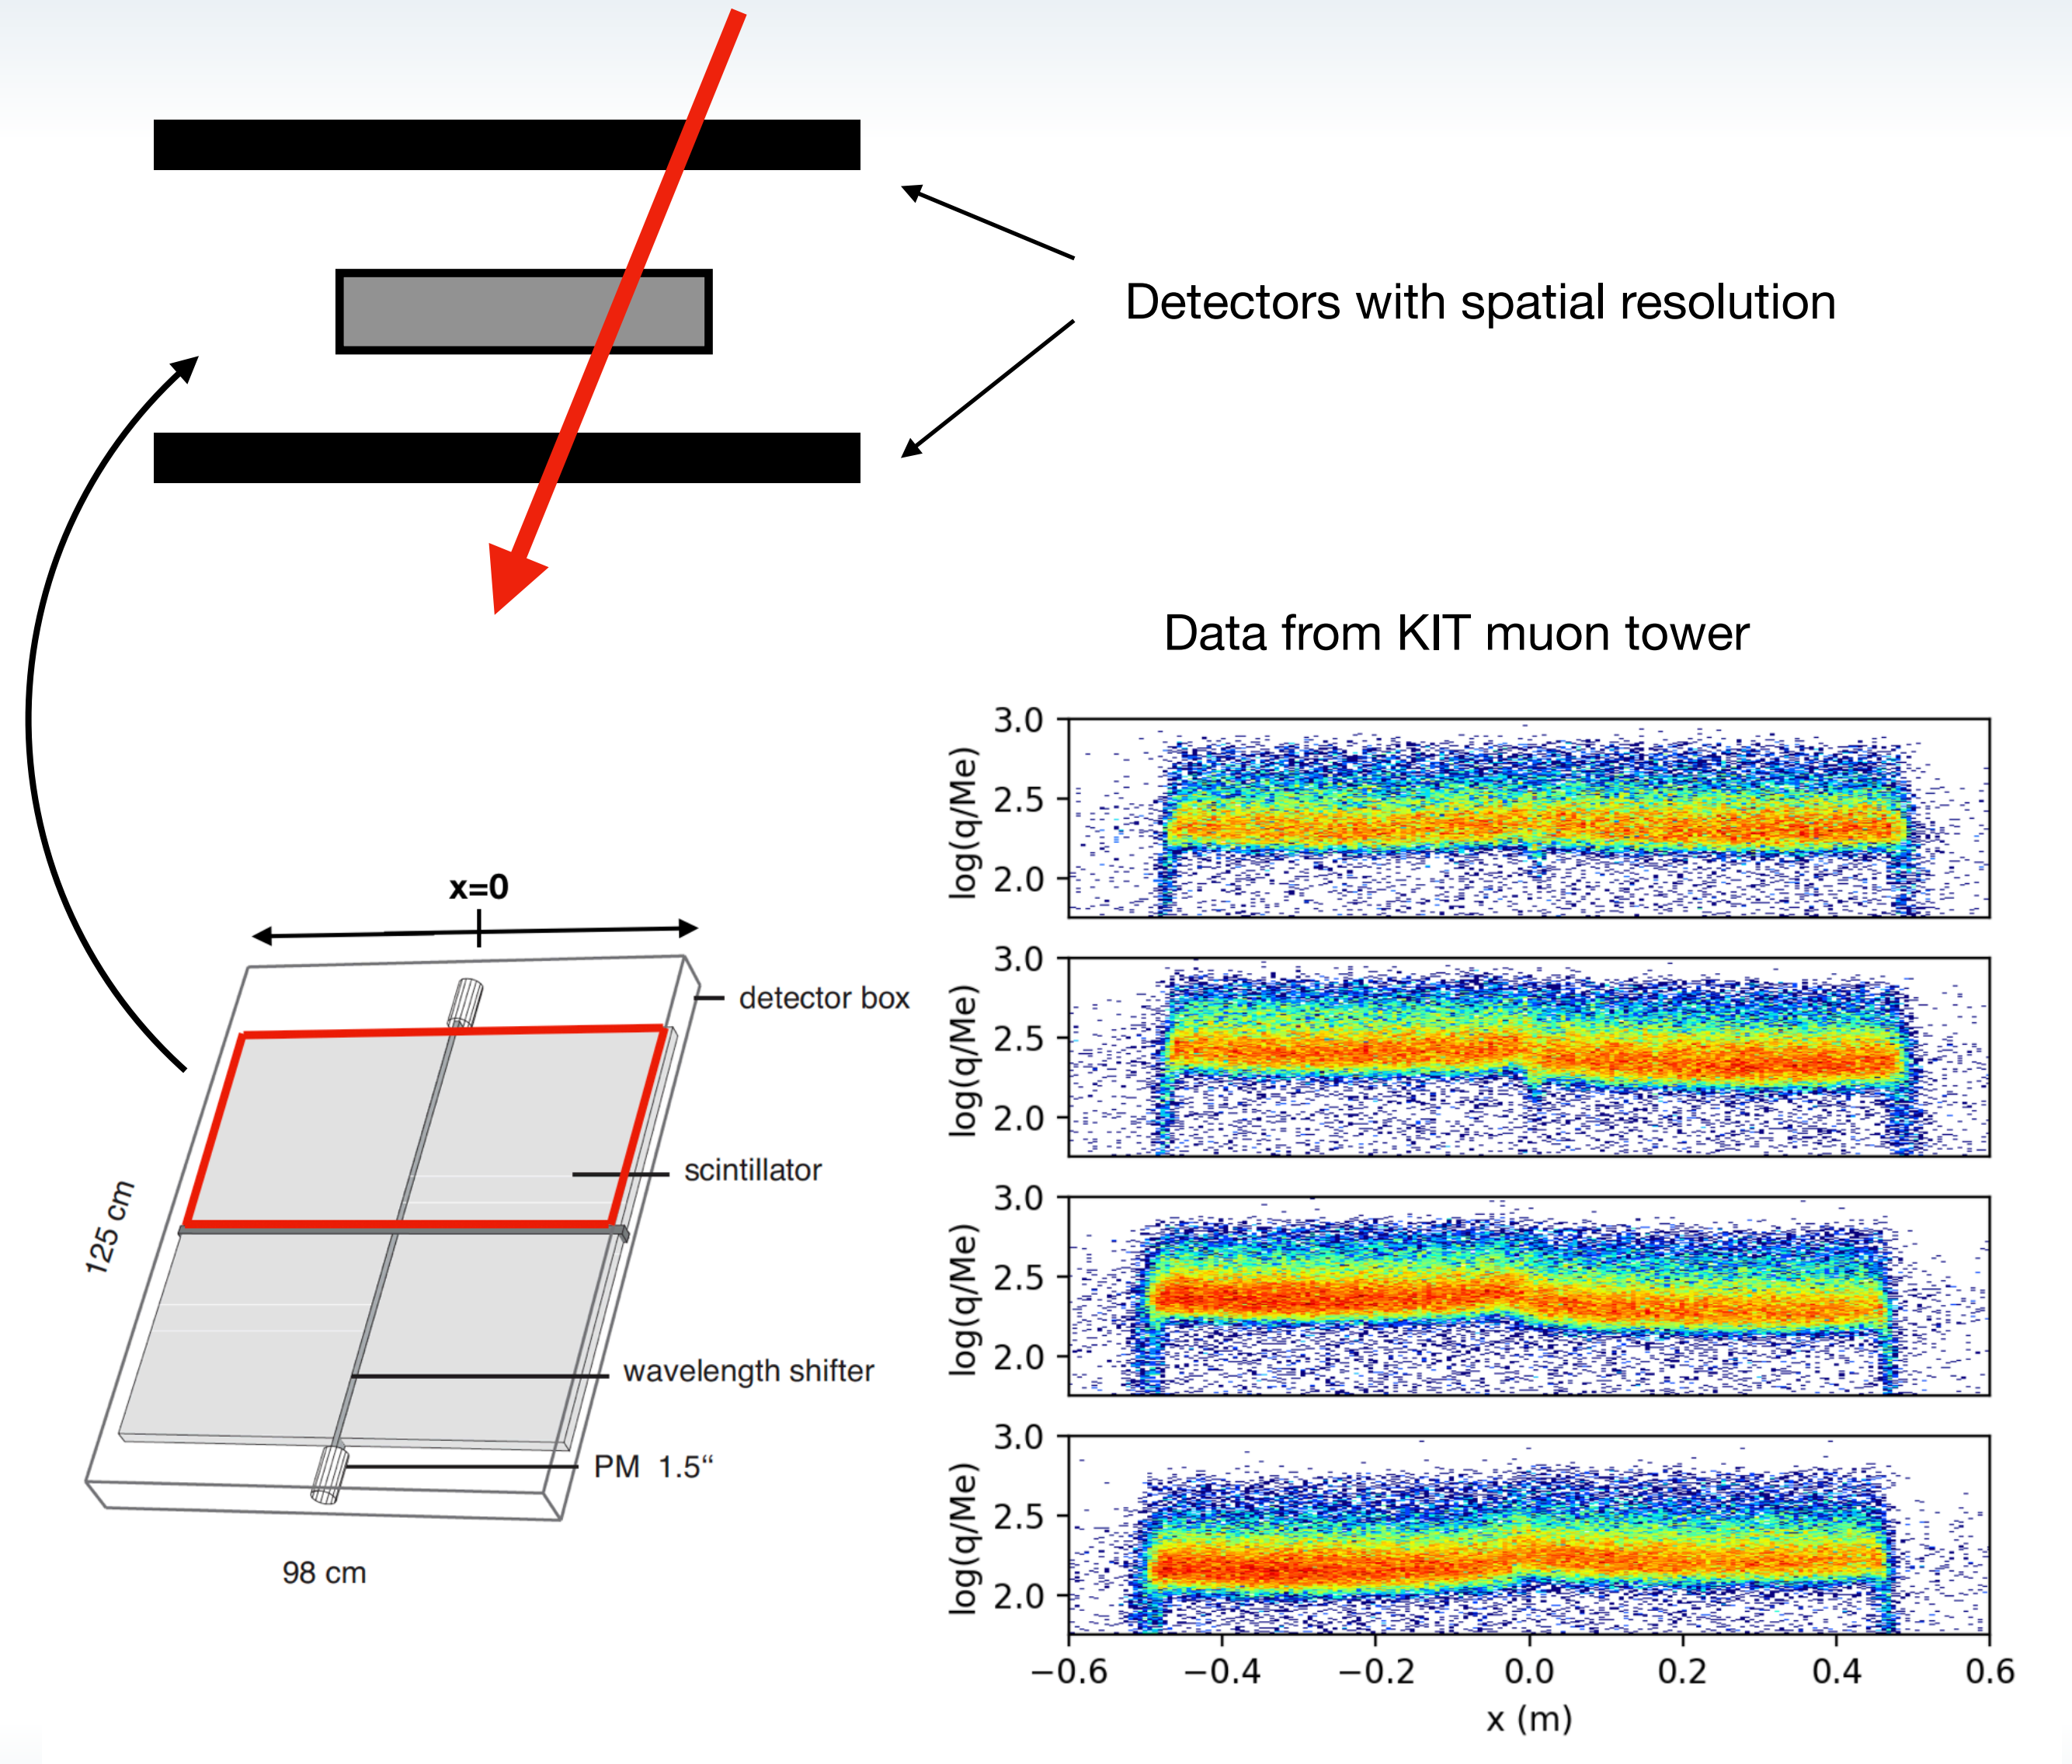 Detectors with spatial resolution
Data from KIT muon tower
x=0
detector box
scintillator
wavelength shifter
PM 1.5“
125 cm
98 cm
3.0
2.5
2.0
log(q/Me)
3.0
2.5
2.0
log(q/Me)
3.0
2.5
2.0
log(q/Me)
3.0
2.5
2.0
log(q/Me)
−0.6 −0.4 −0.2 0.0 0.2 0.4 0.6
x (m)